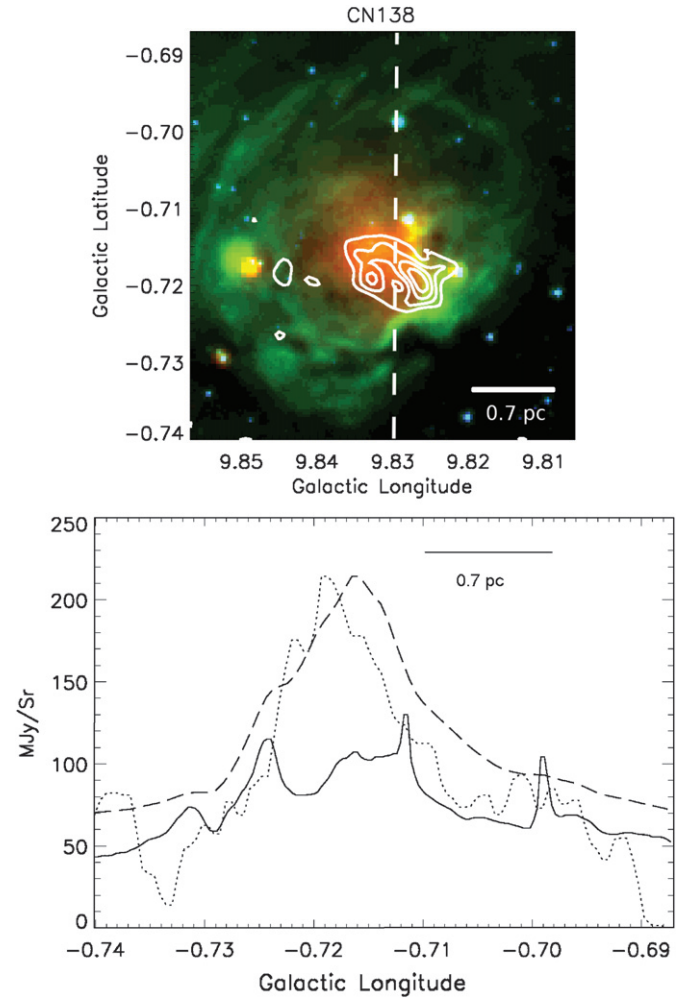 CN138
−0.69
−0.70
−0.71
−0.72
−0.73
−0.74
Galactic Latitude
0.7 pc
9.85 9.84 9.83 9.82 9.81
Galactic Longitude
250
200
150
100
50
0
MJy/Sr
0.7 pc
−0.74 −0.73 −0.72 −0.71 −0.70 −0.69
Galactic Longitude